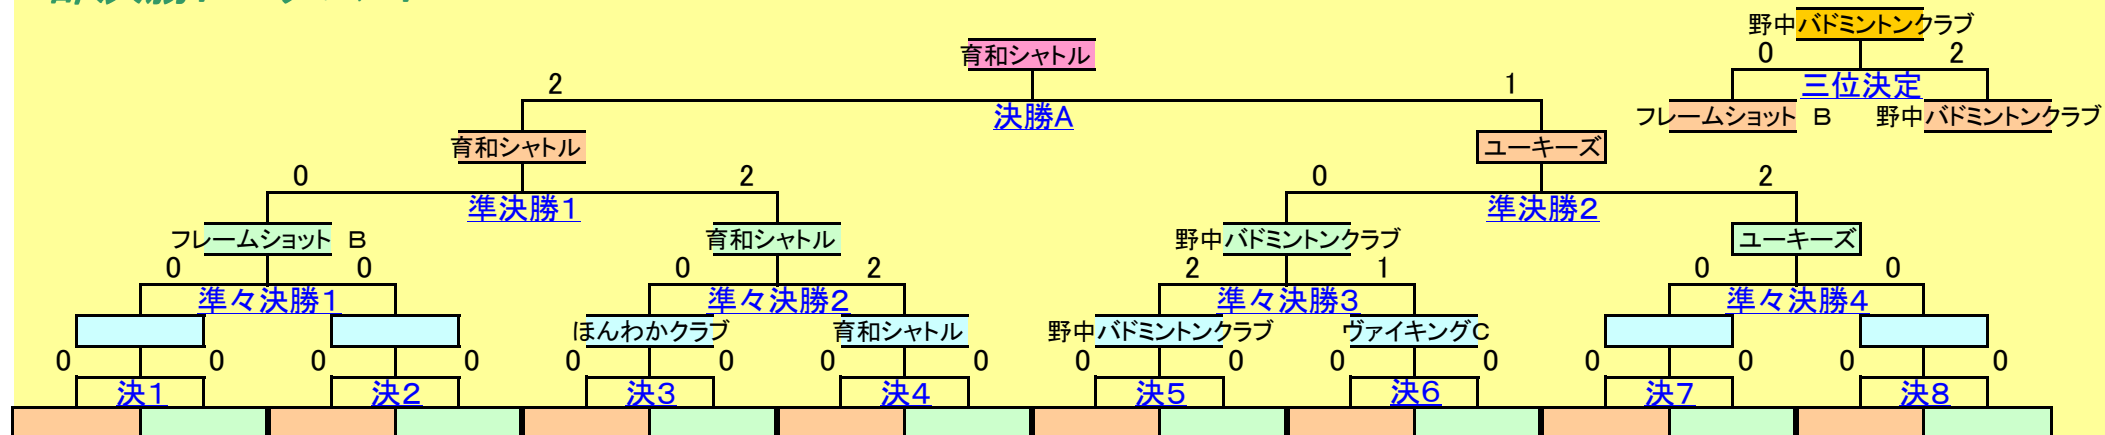 野中バドミントンクラブ
育和シャトル
0 2
2 1
三位決定
決勝A
フレームショット B 野中バドミントンクラブ
育和シャトル ユーキーズ
0 2 0 2
準決勝1 準決勝2
フレームショット B 育和シャトル 野中バドミントンクラブ ユーキーズ
0 0 0 2 2 1 0 0
準々決勝1 準々決勝2 準々決勝3 準々決勝4
ほんわかクラブ 育和シャトル 野中バドミントンクラブ ヴァイキングC
0 0 0 0 0 0 0 0 0 0 0 0 0 0 0 0
決1 決2 決3 決4 決5 決6 決7 決8